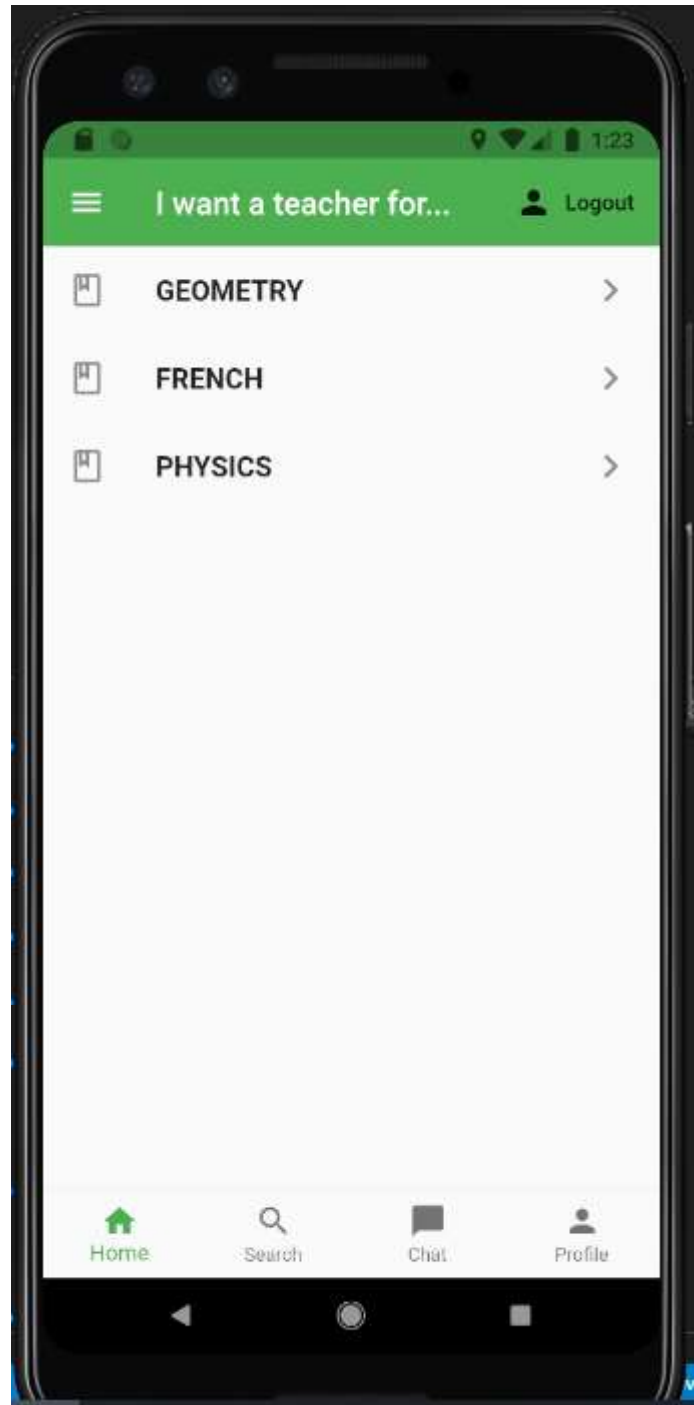 1:23
I want a teacher for... Logout
GEOMETRY
FRENCH
PHYSICS
Home Search Chat Profile